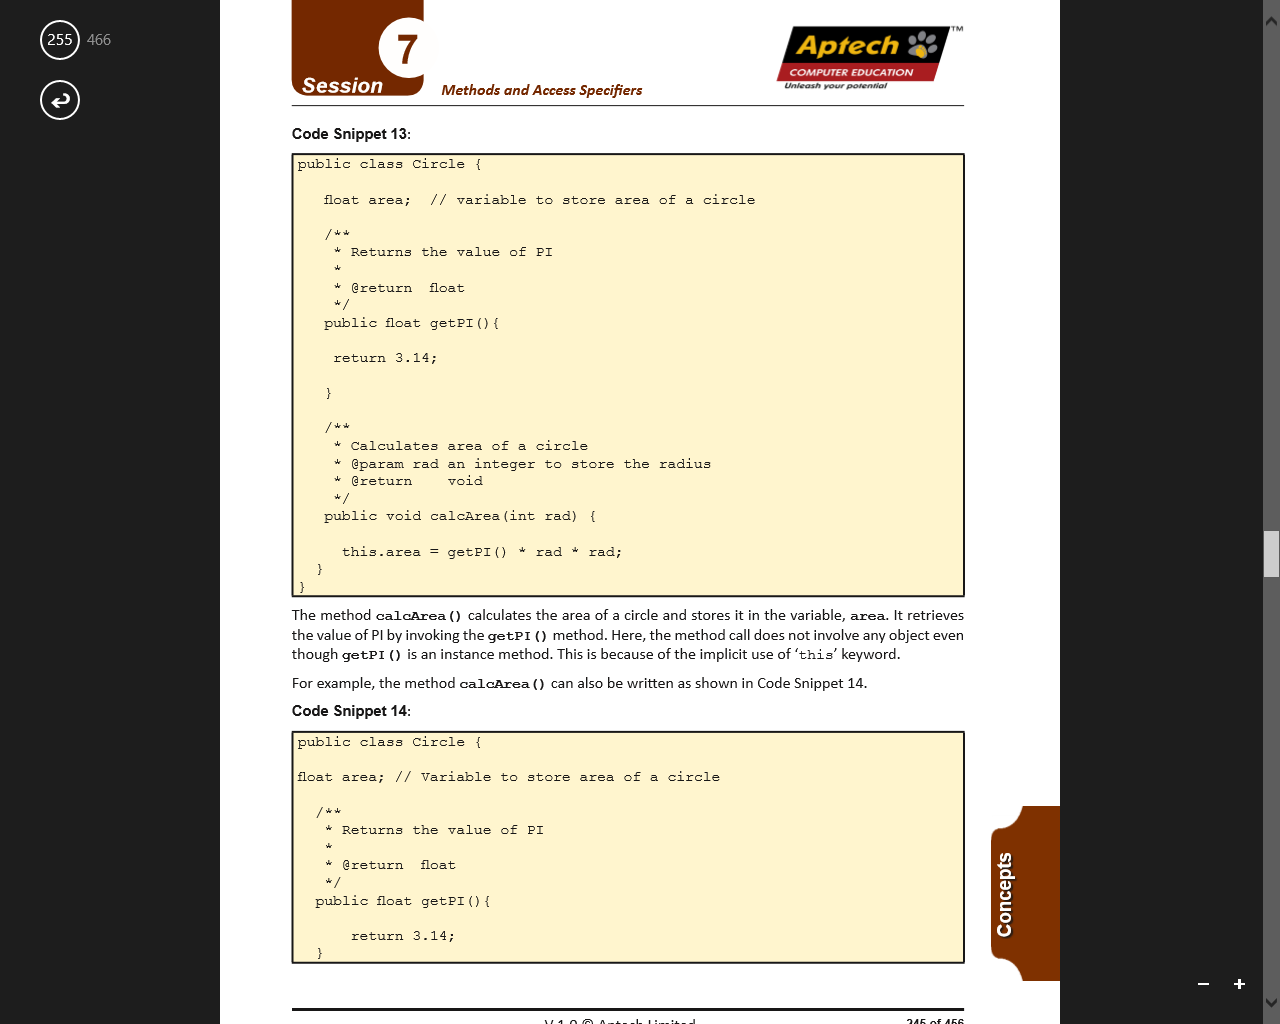 255 466
7
Session
Methods and Access Specifiers
Aptech TM
COMPUTER EDUCATION
Unleash your potential
Code Snippet 13:
public class Circle {
float area;  // variable to store area of a circle
/**
* Returns the value of PI
*
* @return  float
*/
public float getPI(){
return 3.14;
}
/**
* Calculates area of a circle
* @param rad an integer to store the radius
* @return    void
*/
public void calcArea(int rad) {
this.area = getPI() * rad * rad;
}
}
The method calcArea() calculates the area of a circle and stores it in the variable, area. It retrieves
the value of PI by invoking the getPI() method. Here, the method call does not involve any object even
though getPI() is an instance method. This is because of the implicit use of ‘this’ keyword.
For example, the method calcArea() can also be written as shown in Code Snippet 14.
Code Snippet 14:
public class Circle {
float area; // Variable to store area of a circle
/**
* Returns the value of PI
*
* @return  float
*/
public float getPI(){
return 3.14;
}
Concepts
V 1.0 © Aptech Limited
245 of 456